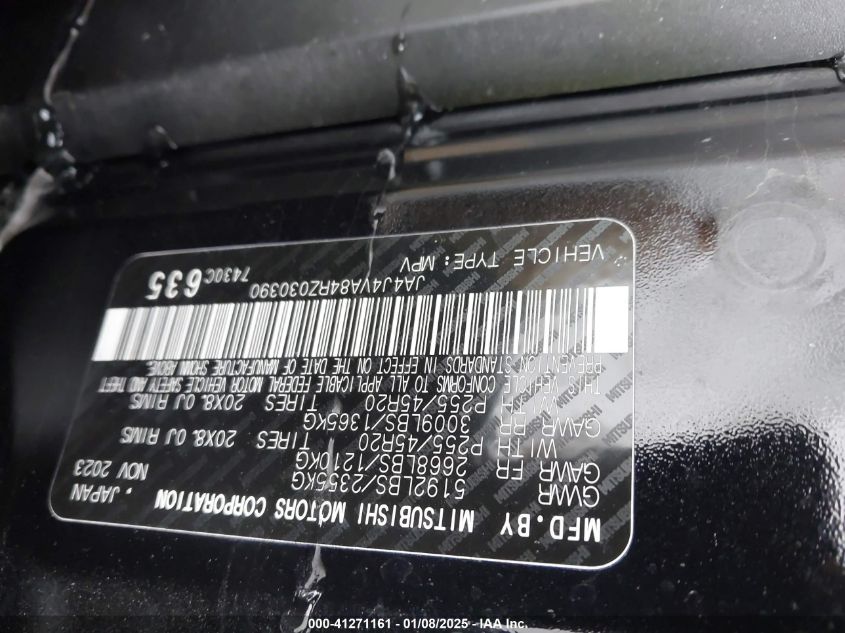 MFD.BY MITSUBISHI MOTORS CORPORATION . JAPAN
GWR 5192LBS/2355KG NOV 2023
GAWR FR 2668LBS/1210KG
WITH P255/45R20 TIRES 20X8.0J RIMS
GAWR RR 3009LBS/1365KG
WITH P255/45R20 TIRES 20X8.0J RIMS
THIS VEHICLE CONFORMS TO ALL APPLICABLE FEDERAL MOTOR VEHICLE SAFETY AND THEFT
PREVENTION STANDARDS IN EFFECT ON THE DATE OF MANUFACTURE SHOWN ABOVE.
JA4J4VA84RZ030390 7430C 635
VEHICLE TYPE: MPV
000-41271161 - 01/08/2025 - IAA Inc.